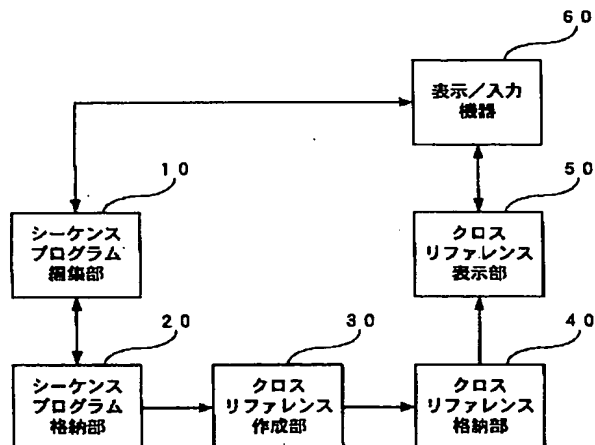 60
表示／入力
機器
10
シーケンス
プログラム
編集部
50
クロス
リファレンス
表示部
20
シーケンス
プログラム
格納部
30
クロス
リファレンス
作成部
40
クロス
リファレンス
格納部